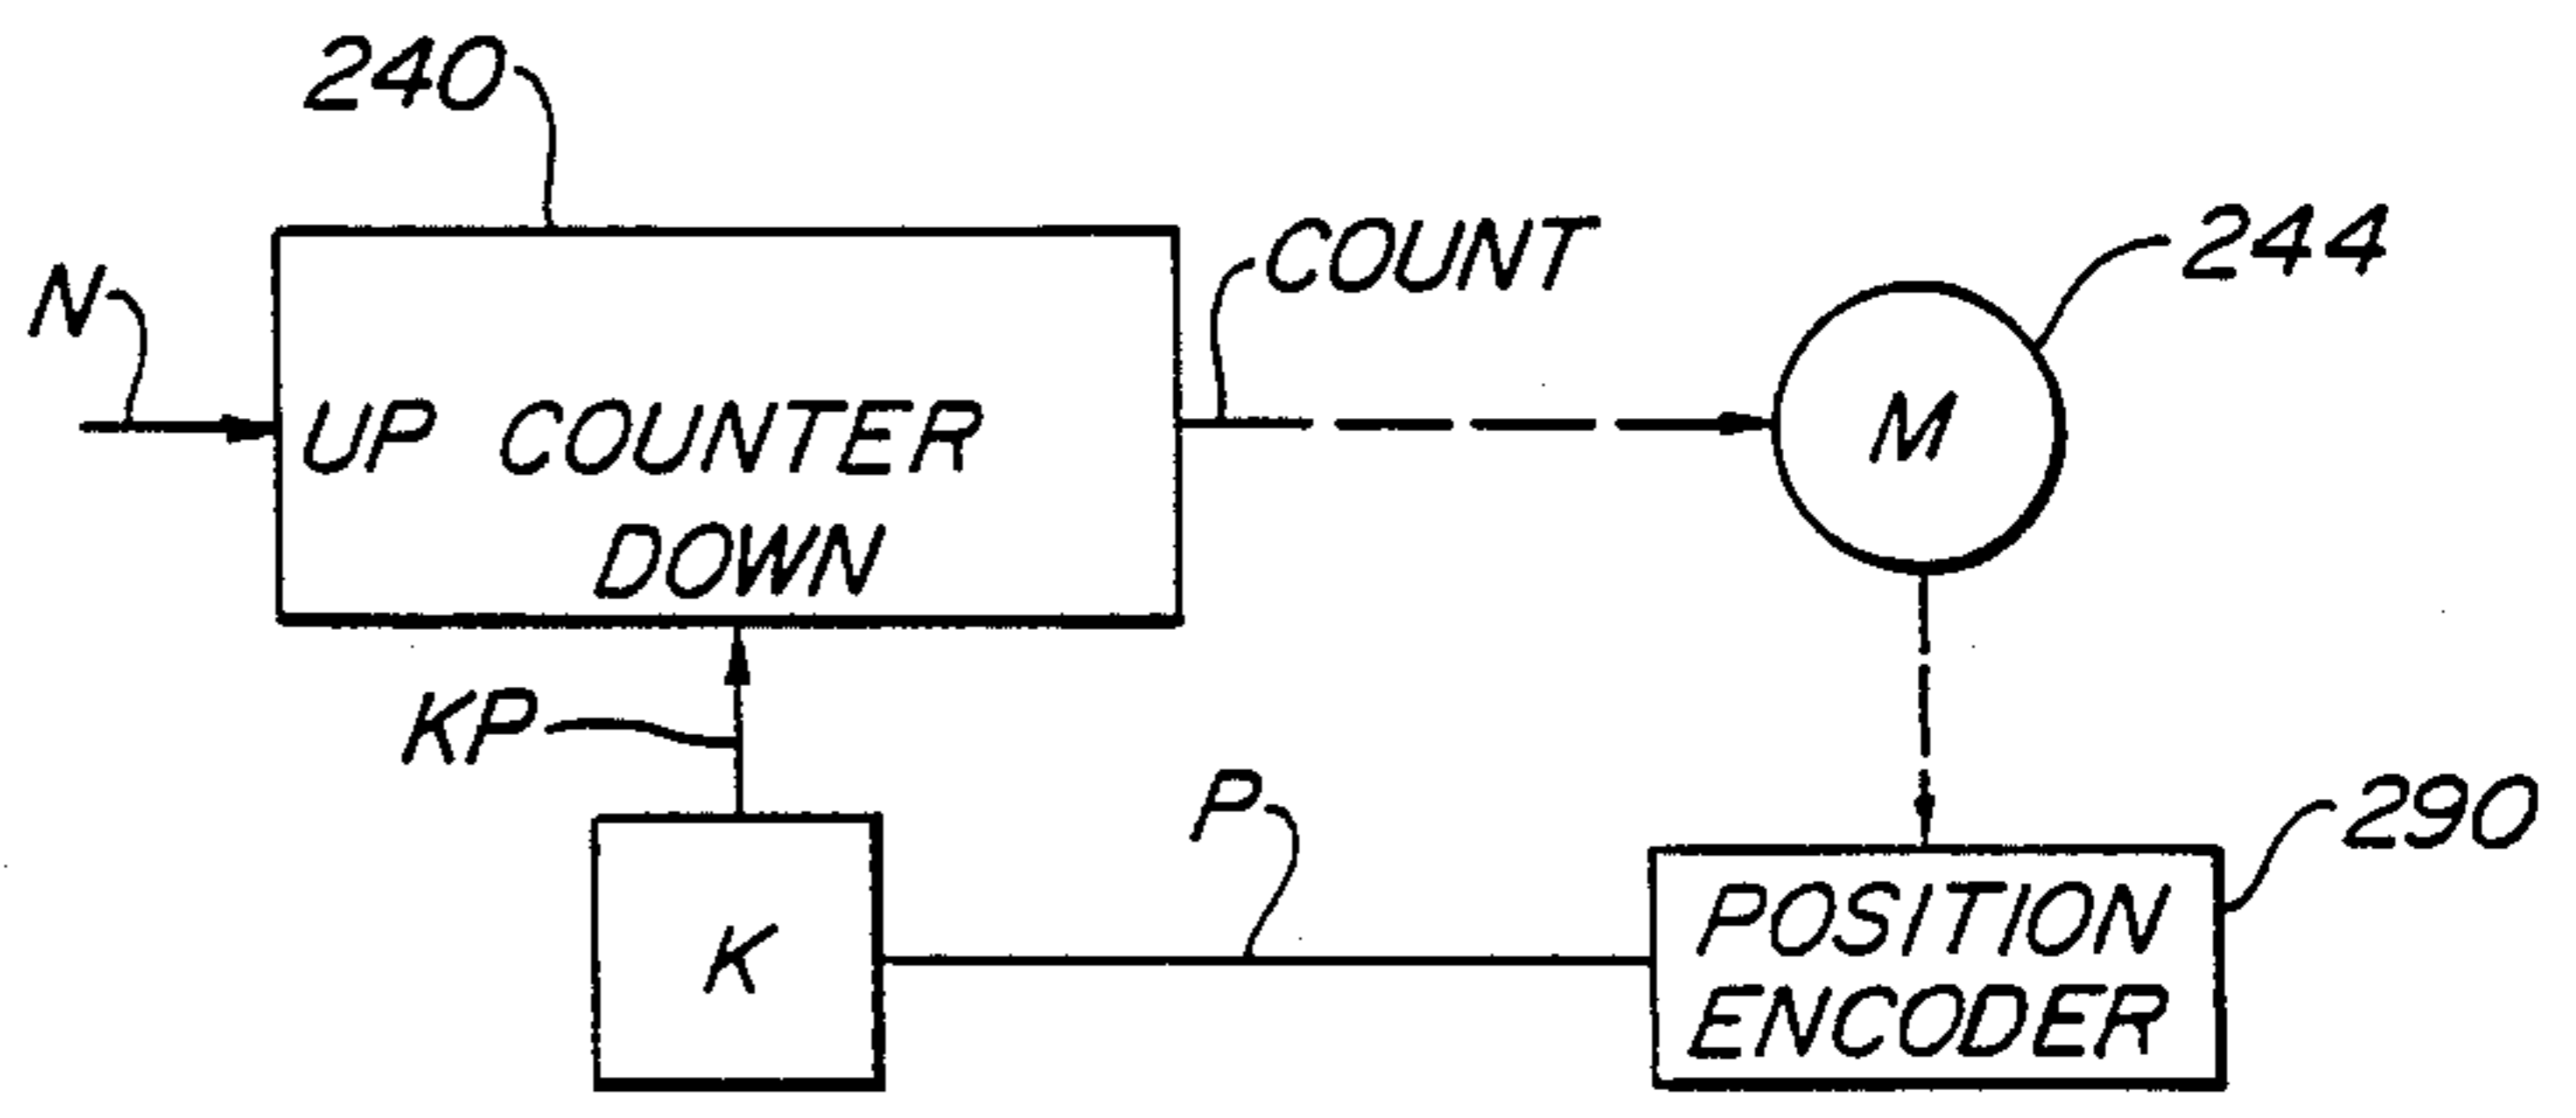 240
N
COUNT
244
UP COUNTER
DOWN
M
KP
P
290
K
POSITION
ENCODER